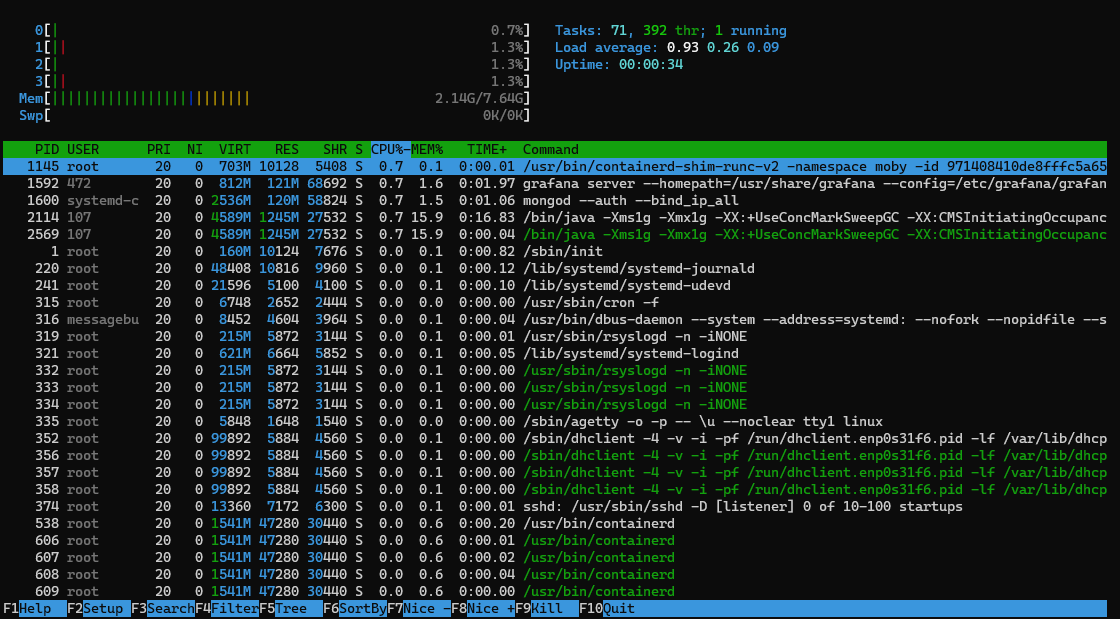 0[| 0.7%] Tasks: 71, 392 thr; 1 running
1[|| 1.3%] Load average: 0.93 0.26 0.09
2[| 1.3%] Uptime: 00:00:34
3[|| 1.3%]
Mem[||||||||||||||||||||||||| 2.14G/7.64G]
Swp[ 0K/0K]
PID USER PRI NI VIRT RES SHR S CPU%-MEM% TIME+ Command
1145 root 20 0 703M 10128 5408 S 0.7 0.1 0:00.01 /usr/bin/containerd-shim-runc-v2 -namespace moby -id 971408410de8fffc5a65
1592 472 20 0 812M 121M 68692 S 0.7 1.6 0:01.97 grafana server --homepath=/usr/share/grafana --config=/etc/grafana/grafan
1600 systemd-c 20 0 2536M 120M 58824 S 0.7 1.5 0:01.06 mongod --auth --bind_ip_all
2114 107 20 0 4589M 1245M 27532 S 0.7 15.9 0:16.83 /bin/java -Xms1g -Xmx1g -XX:+UseConcMarkSweepGC -XX:CMSInitiatingOccupanc
2569 107 20 0 4589M 1245M 27532 S 0.7 15.9 0:00.04 /bin/java -Xms1g -Xmx1g -XX:+UseConcMarkSweepGC -XX:CMSInitiatingOccupanc
1 root 20 0 160M 10124 7676 S 0.0 0.1 0:00.82 /sbin/init
220 root 20 0 48408 10816 9960 S 0.0 0.1 0:00.12 /lib/systemd/systemd-journald
241 root 20 0 21596 5100 4100 S 0.0 0.1 0:00.10 /lib/systemd/systemd-udevd
315 root 20 0 6748 2652 2444 S 0.0 0.0 0:00.00 /usr/sbin/cron -f
316 messagebu 20 0 8452 4604 3964 S 0.0 0.1 0:00.04 /usr/bin/dbus-daemon --system --address=systemd: --nofork --nopidfile --s
319 root 20 0 215M 5872 3144 S 0.0 0.1 0:00.01 /usr/sbin/rsyslogd -n -iNONE
321 root 20 0 621M 6664 5852 S 0.0 0.1 0:00.05 /lib/systemd/systemd-logind
332 root 20 0 215M 5872 3144 S 0.0 0.1 0:00.00 /usr/sbin/rsyslogd -n -iNONE
333 root 20 0 215M 5872 3144 S 0.0 0.1 0:00.00 /usr/sbin/rsyslogd -n -iNONE
334 root 20 0 215M 5872 3144 S 0.0 0.1 0:00.00 /usr/sbin/rsyslogd -n -iNONE
335 root 20 0 5848 1648 1540 S 0.0 0.0 0:00.00 /sbin/agetty -o -p -- \u --noclear tty1 linux
352 root 20 0 99892 5884 4560 S 0.0 0.1 0:00.00 /sbin/dhclient -4 -v -i -pf /run/dhclient.enp0s31f6.pid -lf /var/lib/dhcp
356 root 20 0 99892 5884 4560 S 0.0 0.1 0:00.00 /sbin/dhclient -4 -v -i -pf /run/dhclient.enp0s31f6.pid -lf /var/lib/dhcp
357 root 20 0 99892 5884 4560 S 0.0 0.1 0:00.00 /sbin/dhclient -4 -v -i -pf /run/dhclient.enp0s31f6.pid -lf /var/lib/dhcp
358 root 20 0 99892 5884 4560 S 0.0 0.1 0:00.00 /sbin/dhclient -4 -v -i -pf /run/dhclient.enp0s31f6.pid -lf /var/lib/dhcp
374 root 20 0 13360 7172 6300 S 0.0 0.1 0:00.01 sshd: /usr/sbin/sshd -D [listener] 0 of 10-100 startups
538 root 20 0 1541M 47280 30440 S 0.0 0.6 0:00.20 /usr/bin/containerd
606 root 20 0 1541M 47280 30440 S 0.0 0.6 0:00.01 /usr/bin/containerd
607 root 20 0 1541M 47280 30440 S 0.0 0.6 0:00.02 /usr/bin/containerd
608 root 20 0 1541M 47280 30440 S 0.0 0.6 0:00.04 /usr/bin/containerd
609 root 20 0 1541M 47280 30440 S 0.0 0.6 0:00.00 /usr/bin/containerd
F1Help F2Setup F3SearchF4FilterF5Tree F6SortByF7Nice -F8Nice +F9Kill F10Quit